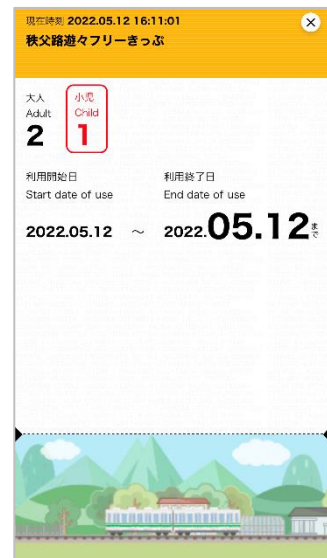 現在時刻 2022.05.12 16:11:01
秩父路遊々フリーきっぷ
大人
Adult
2
小児
Child
1
利用開始日
Start date of use
2022.05.12
～
利用終了日
End date of use
2022.05.12まで